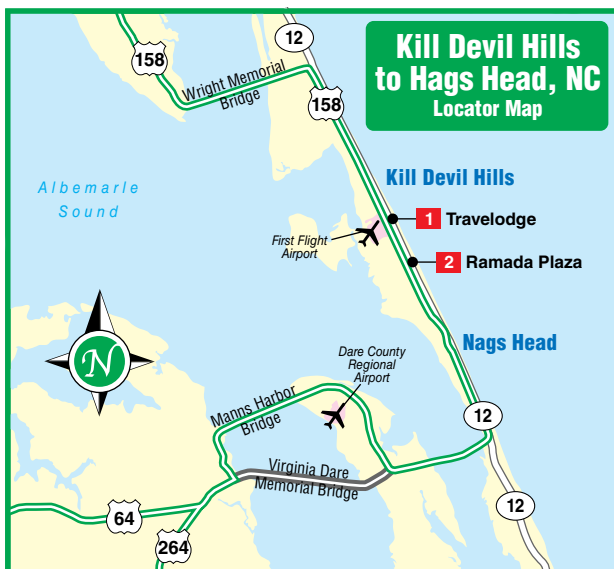 12
158
Kill Devil Hills
to Hags Head, NC
Locator Map
Wright Memorial
Bridge
158
Kill Devil Hills
Albemarle
Sound
1 Travelodge
First Flight
Airport
2 Ramada Plaza
Nags Head
N
Dare County
Regional
Airport
Manns Harbor
Bridge
12
Virginia Dare
Memorial Bridge
64
12
264